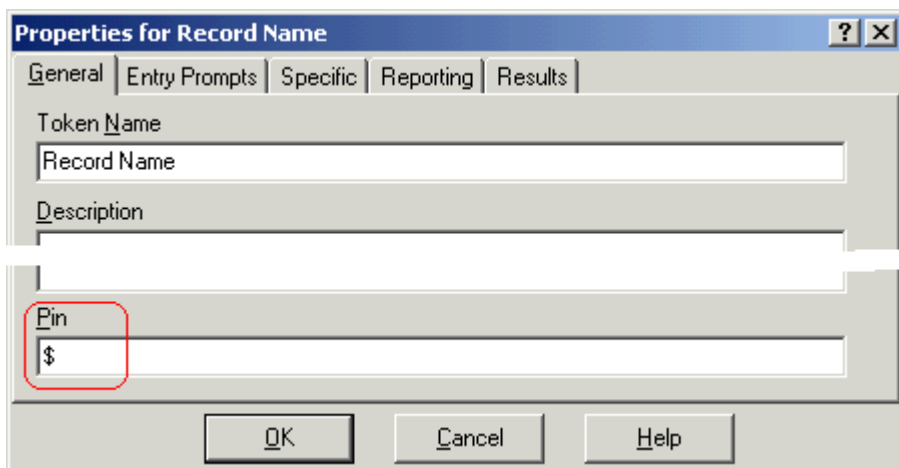 Properties for Record Name ? X
General Entry Prompts Specific Reporting Results
Token Name
Record Name
Description
Pin
$
OK Cancel Help